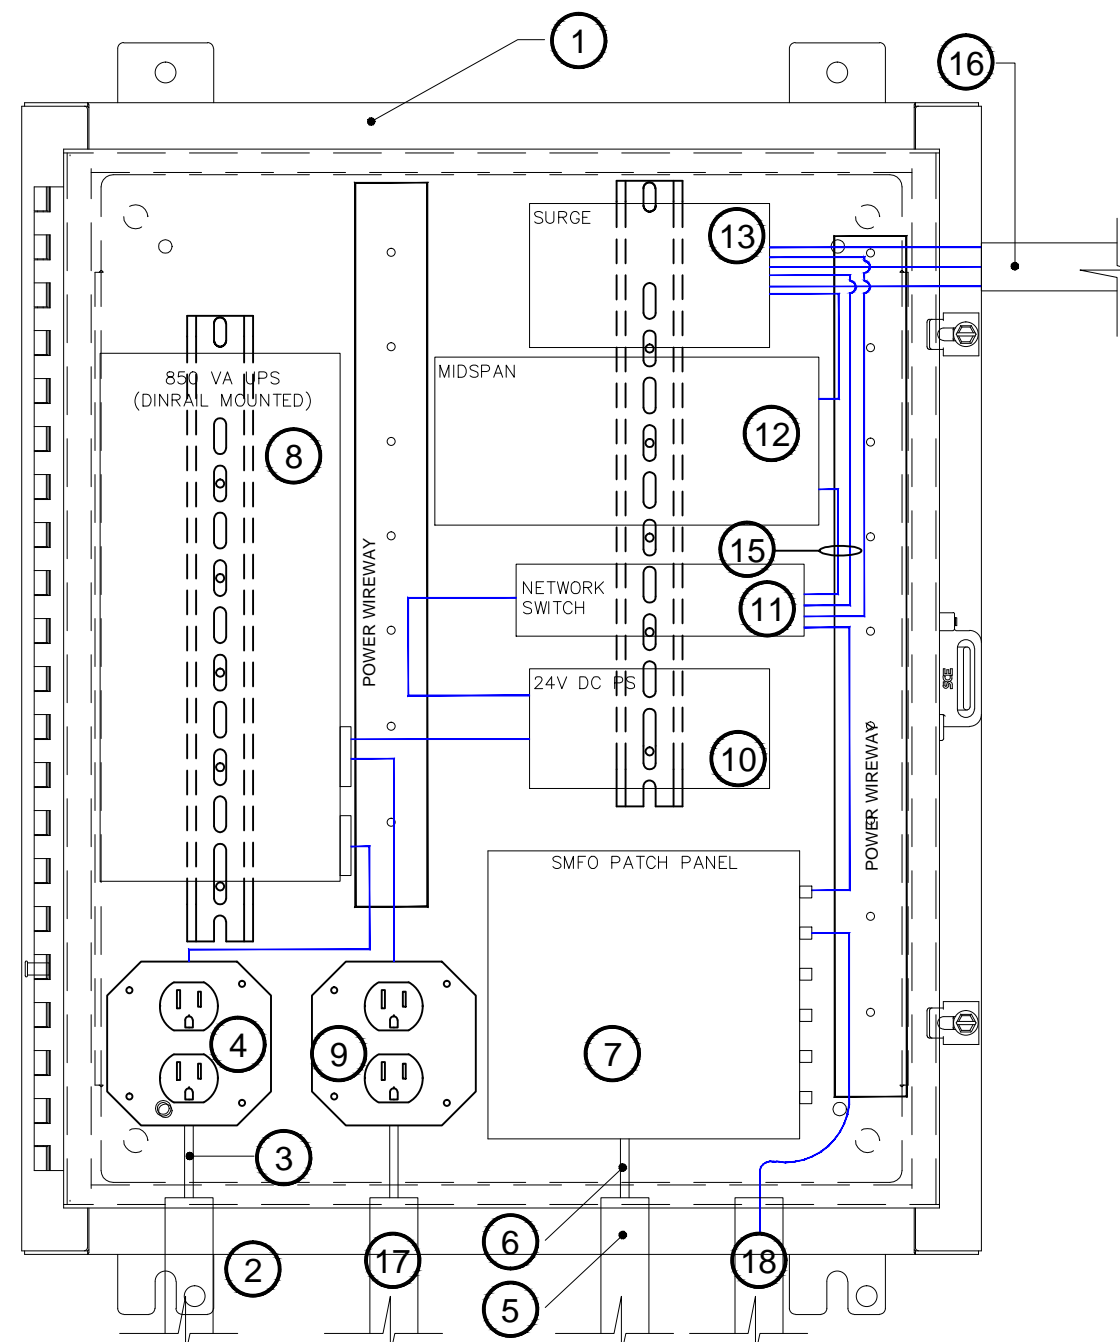 1
16
SURGE
13
850 VA UPS
(DINRAIL MOUNTED)
8
MIDSPAN
12
15
POWER WIREWAY
NETWORK
SWITCH
11
24V DC PS
10
SCE
POWER WIREWAY
SMFO PATCH PANEL
4
9
7
3
6
2
17
18
5